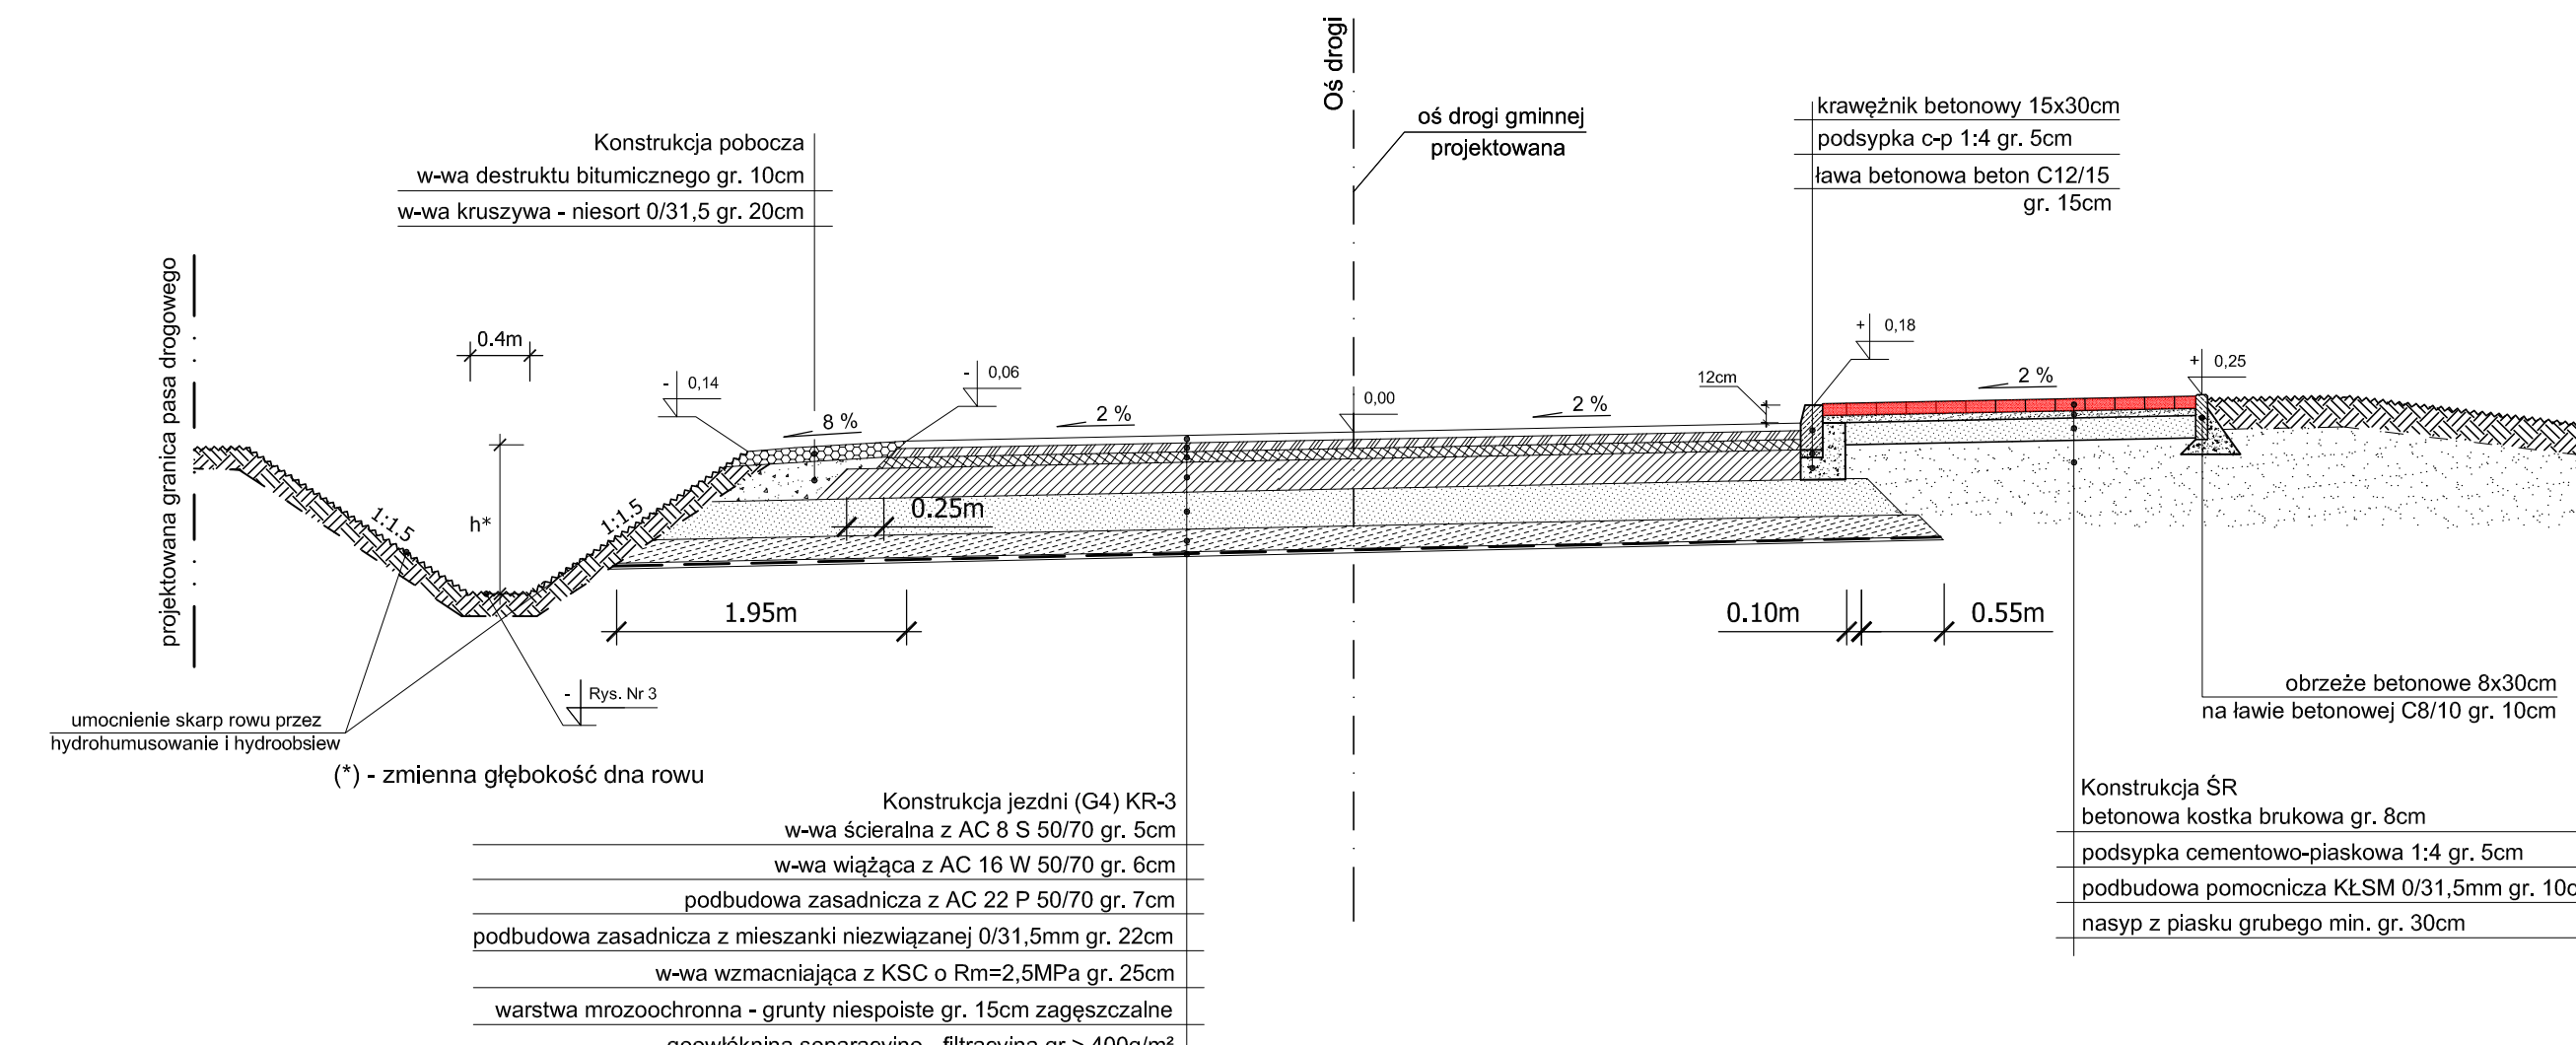 Oś drogi
oś drogi gminnej
projektowana
krawężnik betonowy 15x30cm
podsypka c-p 1:4 gr. 5cm
ława betonowa beton C12/15
gr. 15cm
Konstrukcja pobocza
w-wa destruktu bitumicznego gr. 10cm
w-wa kruszywa - niesort 0/31,5 gr. 20cm
projektowana granica pasa drogowego
0.4m
- 0,14
- 0,06
0,00
12cm
+ 0,18
+ 0,25
8 %
2 %
2 %
2 %
1:1.5
h*
1:1.5
0.25m
1.95m
0.10m
0.55m
- Rys. Nr 3
umocnienie skarp rowu przez
hydrohumusowanie i hydroobsiew
(*) - zmienna głębokość dna rowu
obrzeże betonowe 8x30cm
na ławie betonowej C8/10 gr. 10cm
Konstrukcja jezdni (G4) KR-3
w-wa ścieralna z AC 8 S 50/70 gr. 5cm
w-wa wiążąca z AC 16 W 50/70 gr. 6cm
podbudowa zasadnicza z AC 22 P 50/70 gr. 7cm
podbudowa zasadnicza z mieszanki niezwiązanej 0/31,5mm gr. 22cm
w-wa wzmacniająca z KSC o Rm=2,5MPa gr. 25cm
warstwa mrozoochronna - grunty niespoiste gr. 15cm zagęszczalne
geowłóknina separacyjno - filtracyjna gr > 400g/m²
Konstrukcja ŚR
betonowa kostka brukowa gr. 8cm
podsypka cementowo-piaskowa 1:4 gr. 5cm
podbudowa pomocnicza KŁSM 0/31,5mm gr. 10c
nasyp z piasku grubego min. gr. 30cm